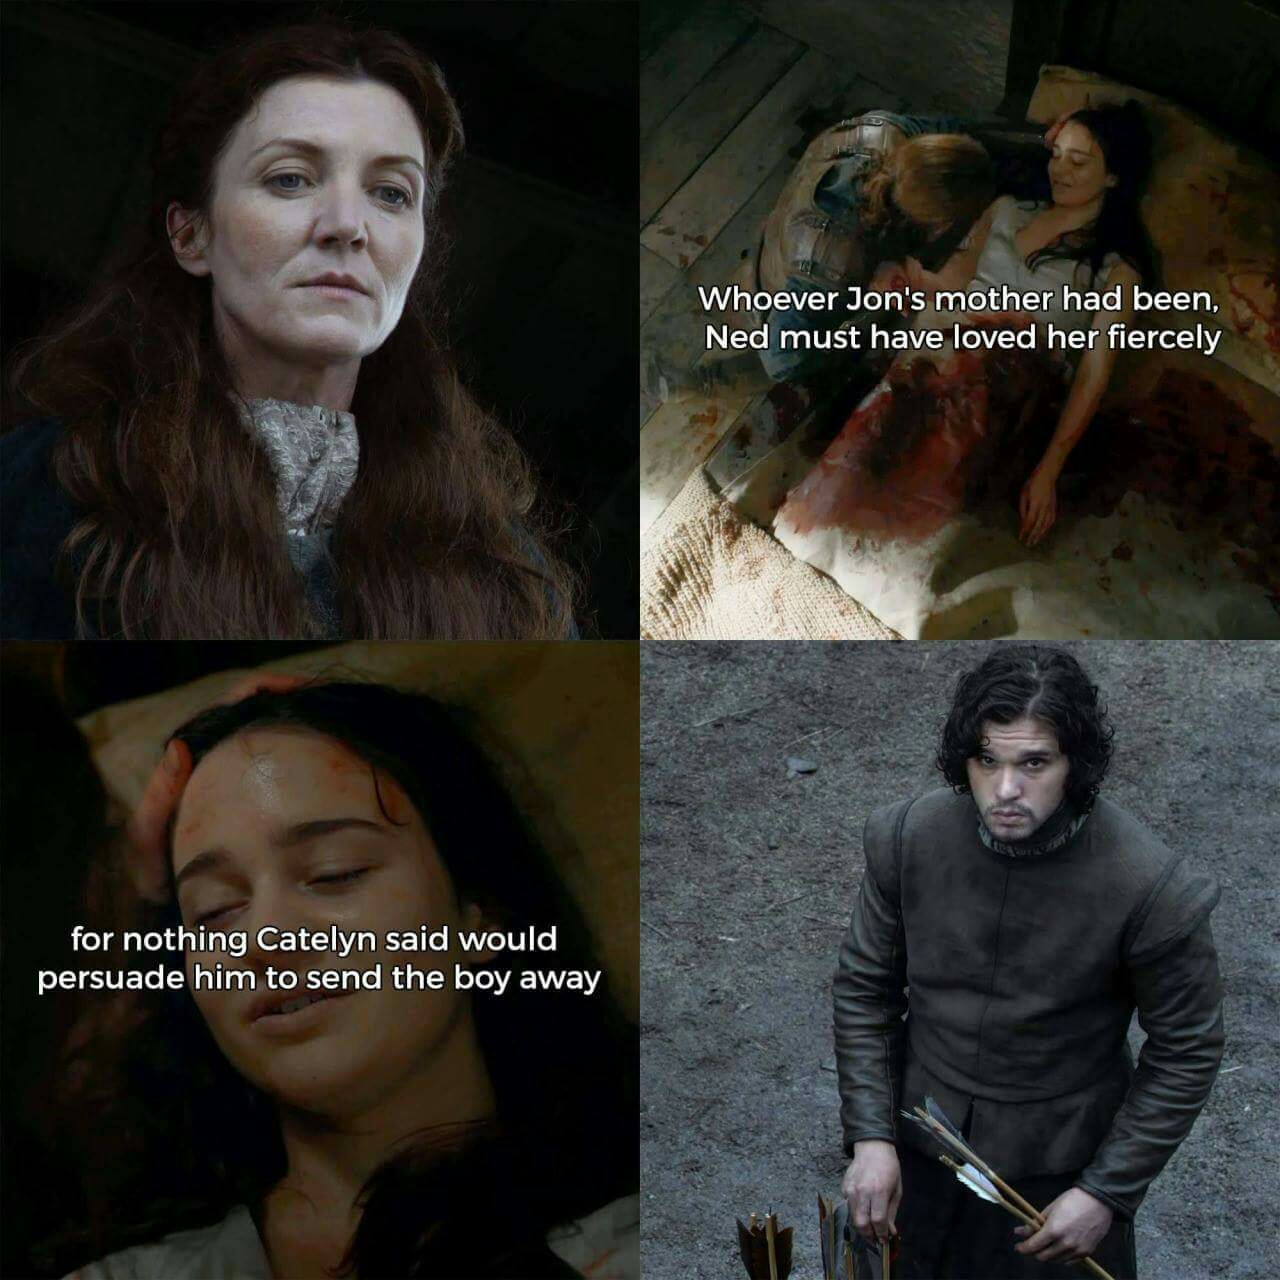 Whoever Jon's mother had been,
Ned must have loved her fiercely
for nothing Catelyn said would
persuade him to send the boy away